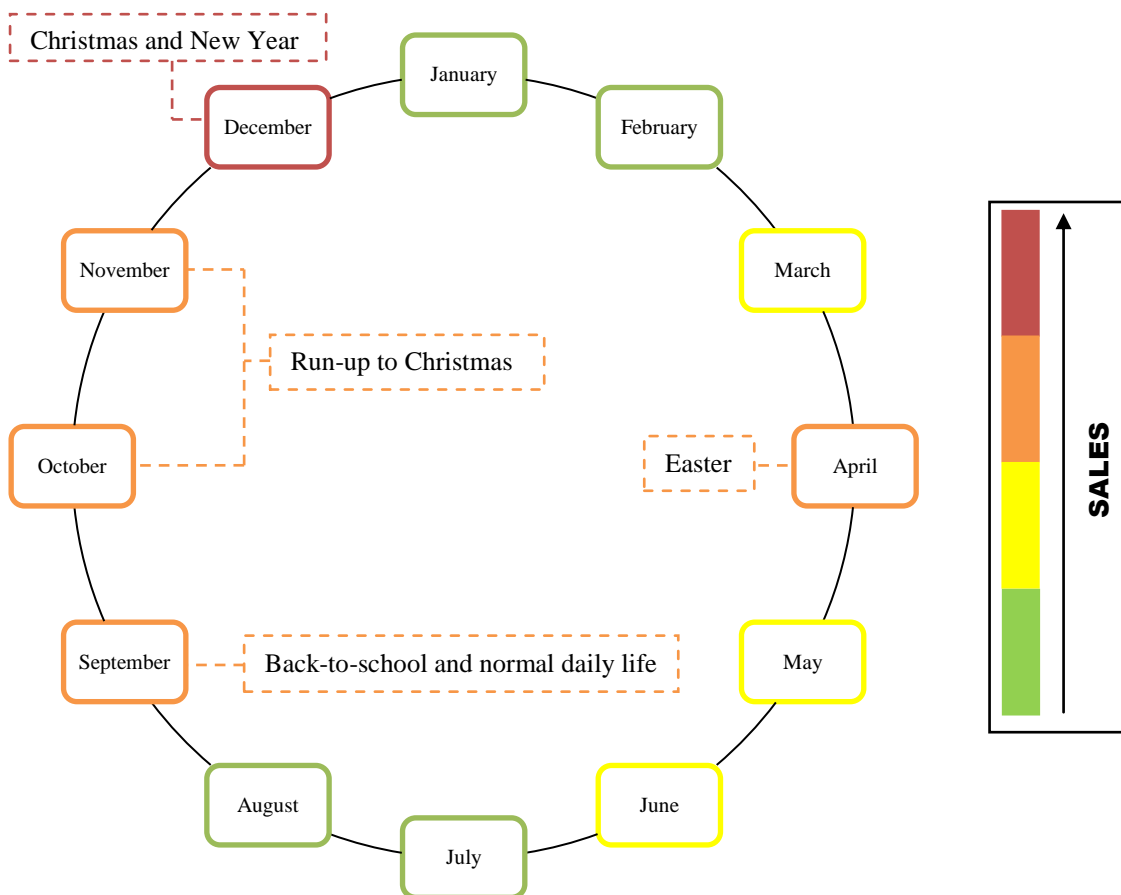 Christmas and New Year
January
December
February
November
March
Run-up to Christmas
October
Easter
April
SALES
September
Back-to-school and normal daily life
May
August
June
July